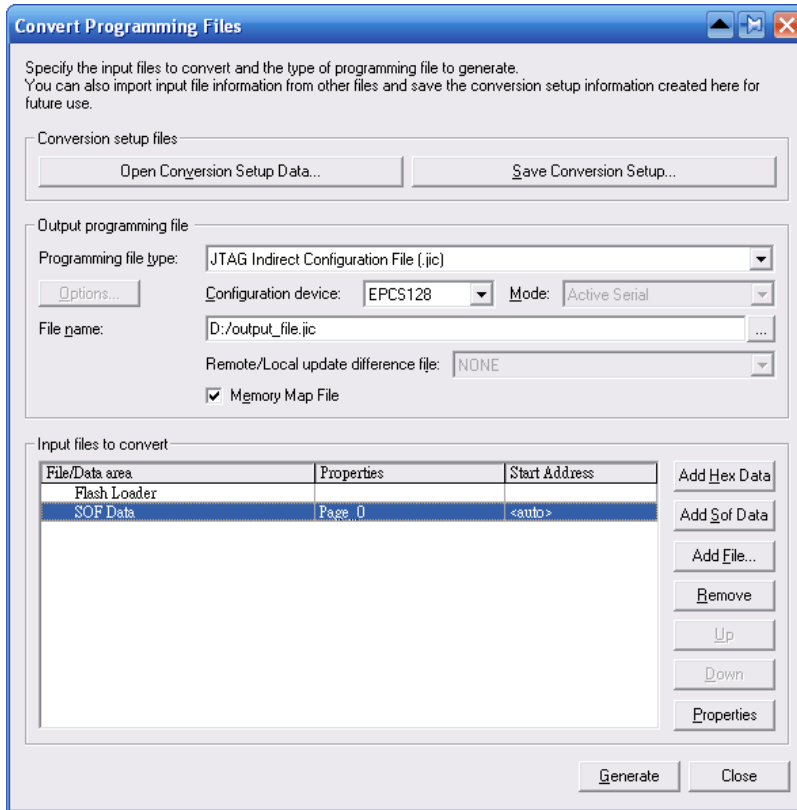 Convert Programming Files
Specify the input files to convert and the type of programming file to generate.
You can also import input file information from other files and save the conversion setup information created here for
future use.
Conversion setup files
Open Conversion Setup Data...
Save Conversion Setup...
Output programming file
Programming file type:
JTAG Indirect Configuration File (.jic)
Options...
Configuration device:
EPCS128
Mode:
Active Serial
File name:
D:/output_file.jic
...
Remote/Local update difference file:
NONE
Memory Map File
Input files to convert
File/Data area
Properties
Start Address
Flash Loader
SOF Data
Page_0
<auto>
Add Hex Data
Add Sof Data
Add File...
Remove
Up
Down
Properties
Generate
Close